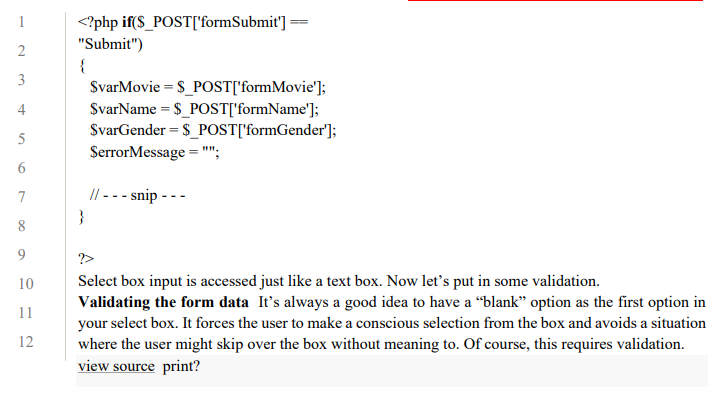 1
2
3
4
5
6
7
8
9
10
11
12
<?php if($_POST['formSubmit'] ==
"Submit")
{
$varMovie = $_POST['formMovie'];
$varName = $_POST['formName'];
$varGender = $_POST['formGender'];
$errorMessage = "";
// - - - snip - - -
}
?>
Select box input is accessed just like a text box. Now let’s put in some validation.
Validating the form data It’s always a good idea to have a “blank” option as the first option in
your select box. It forces the user to make a conscious selection from the box and avoids a situation
where the user might skip over the box without meaning to. Of course, this requires validation.
view source print?